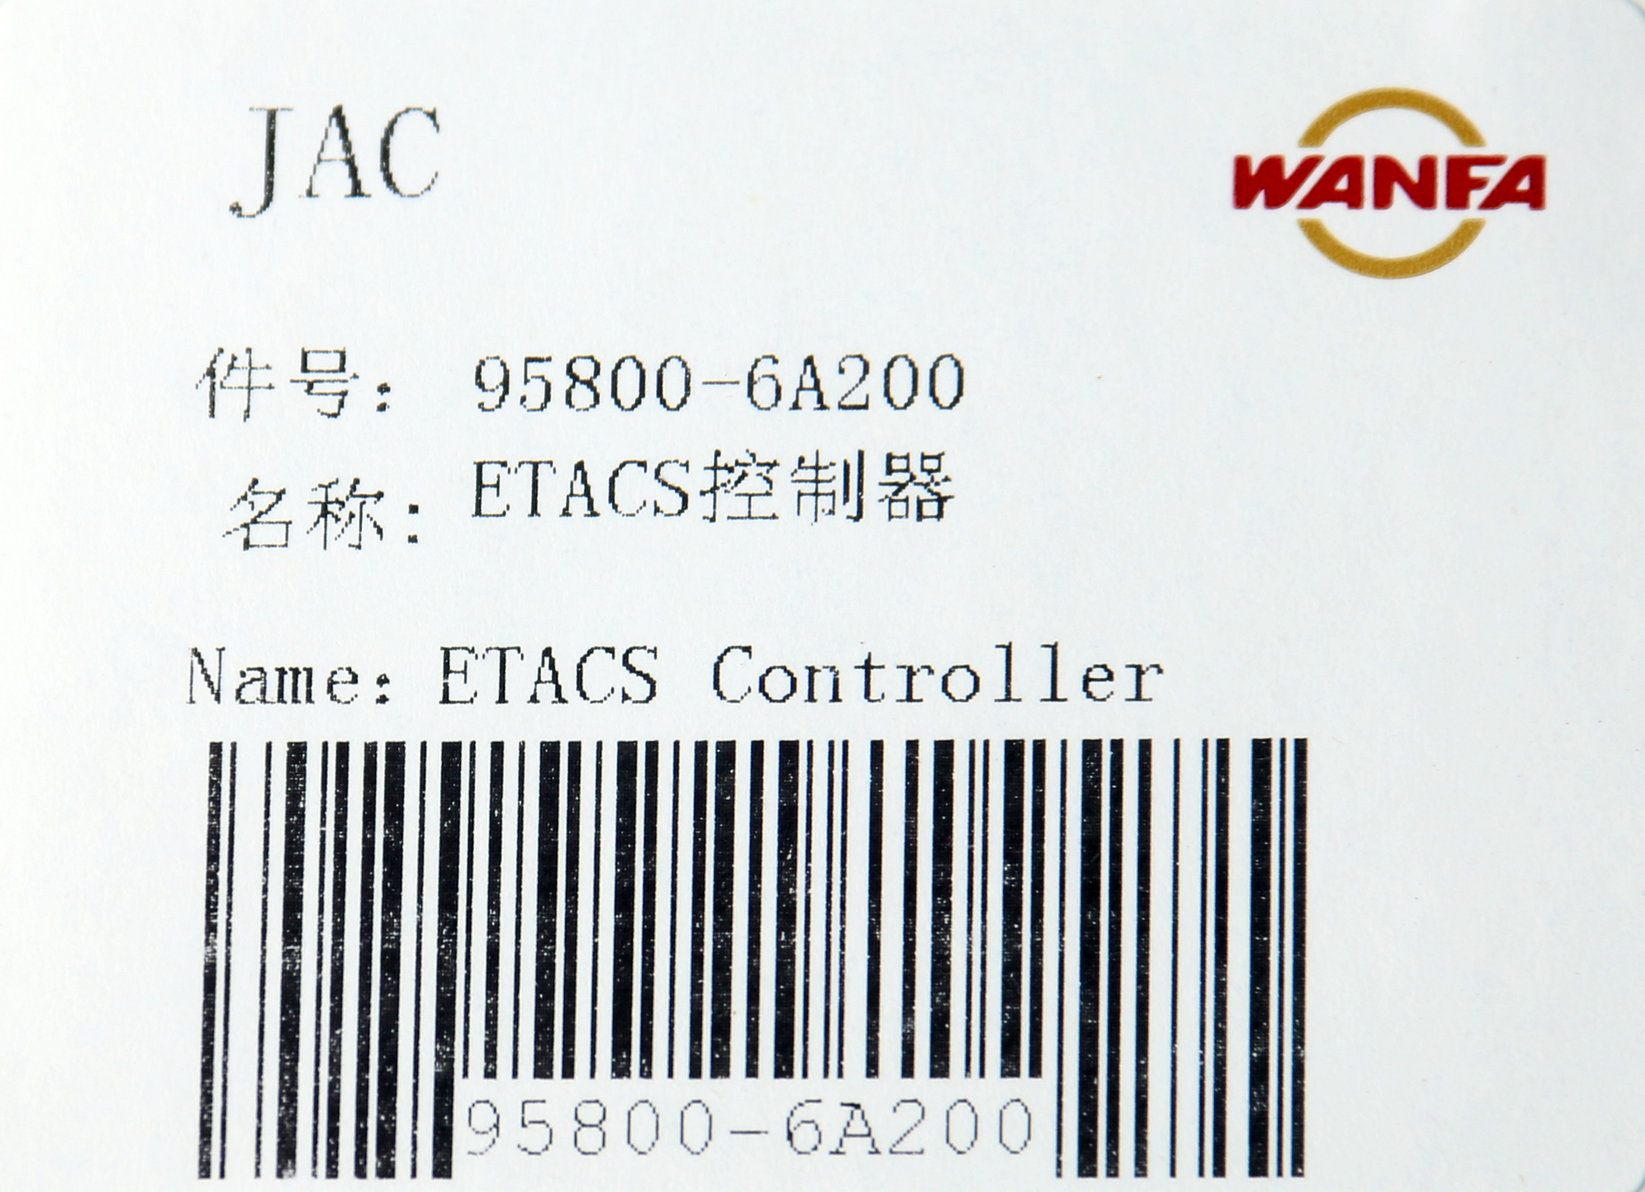 JAC
WANFA
件号: 95800-6A200
名称: ETACS控制器
Name: ETACS Controller
95800-6A200